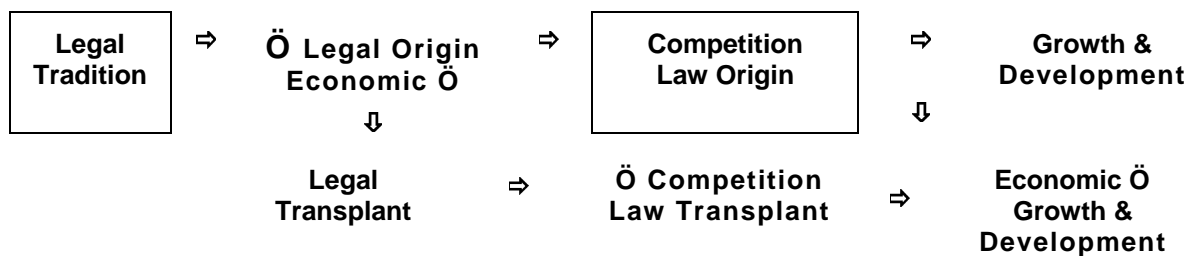 Legal
Tradition
⇨
Ö Legal Origin
Economic Ö
⇨
Competition
Law Origin
⇨
Growth &
Development
⇩
⇩
Legal
Transplant
⇨
Ö Competition
Law Transplant
⇨
Economic Ö
Growth &
Development